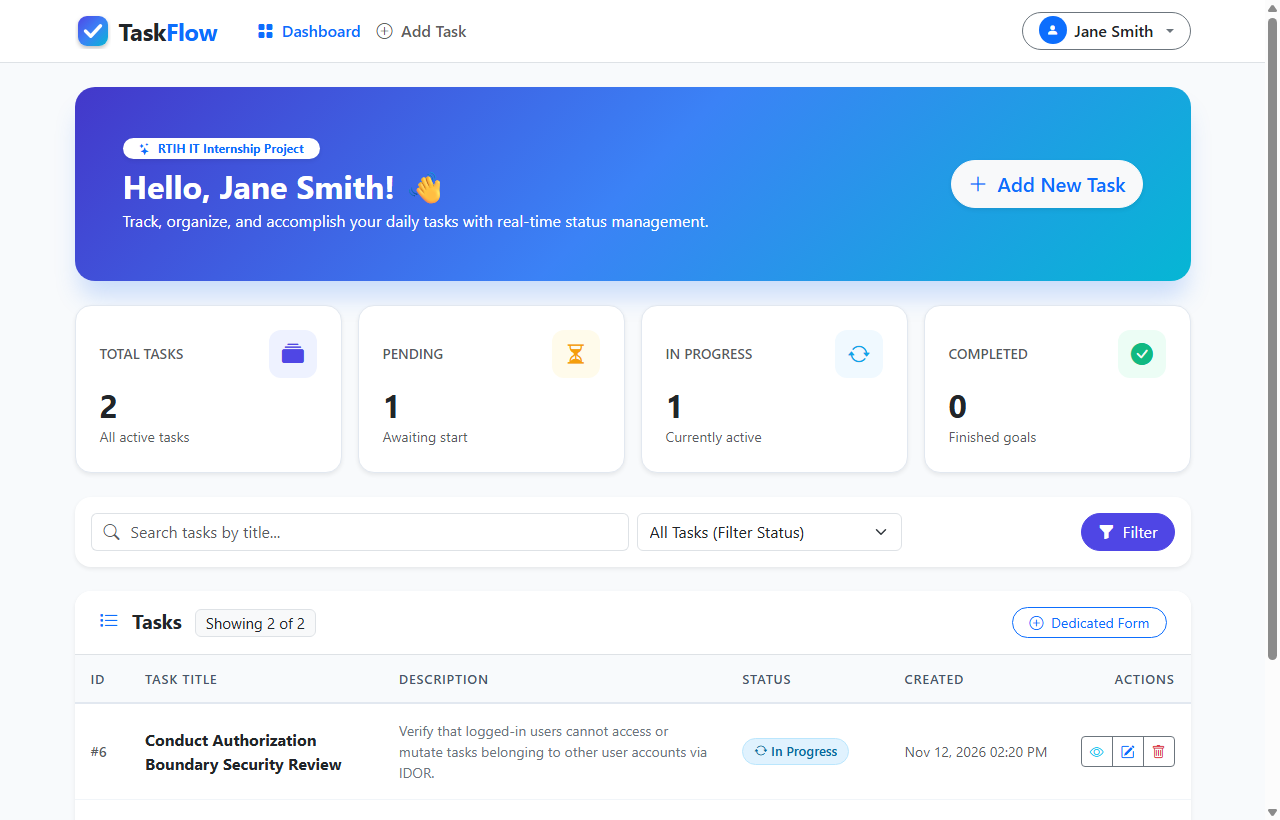 TaskFlow
Dashboard
Add Task
Jane Smith
RTIH IT Internship Project
Hello, Jane Smith! 👋
Track, organize, and accomplish your daily tasks with real-time status management.
Add New Task
TOTAL TASKS
2
All active tasks
PENDING
1
Awaiting start
IN PROGRESS
1
Currently active
COMPLETED
0
Finished goals
Search tasks by title...
All Tasks (Filter Status)
Filter
Tasks
Showing 2 of 2
Dedicated Form
ID TASK TITLE DESCRIPTION STATUS CREATED ACTIONS
#6
Conduct Authorization
Boundary Security Review
Verify that logged-in users cannot access or
mutate tasks belonging to other user accounts via
IDOR.
In Progress
Nov 12, 2026 02:20 PM